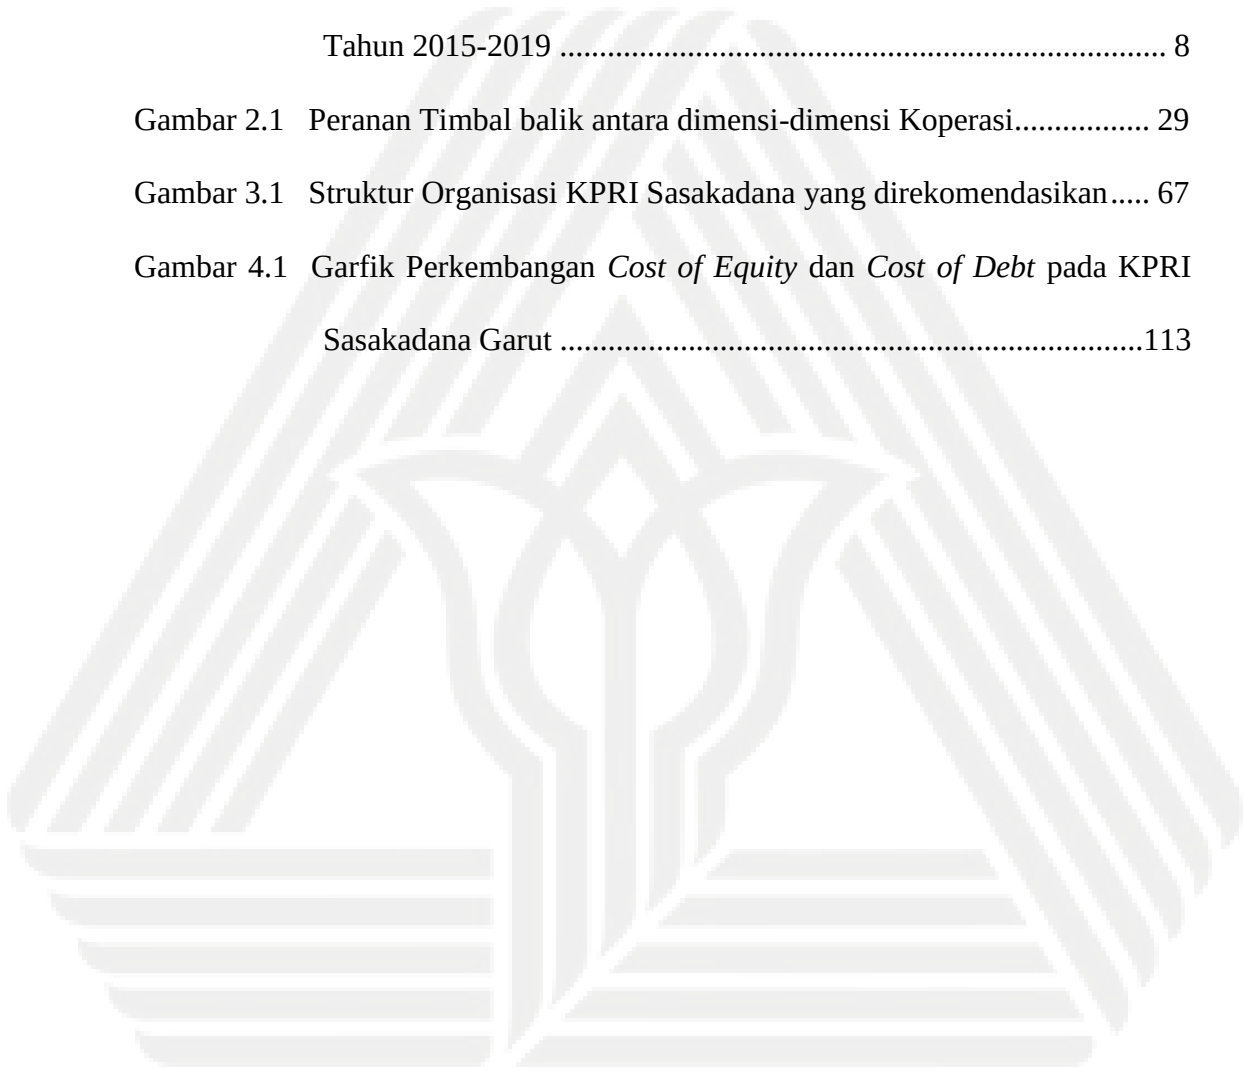 Tahun 2015-2019 ............................................................................ 8
Gambar 2.1 Peranan Timbal balik antara dimensi-dimensi Koperasi................. 29
Gambar 3.1 Struktur Organisasi KPRI Sasakadana yang direkomendasikan..... 67
Gambar 4.1 Garfik Perkembangan Cost of Equity dan Cost of Debt pada KPRI
Sasakadana Garut .........................................................................113